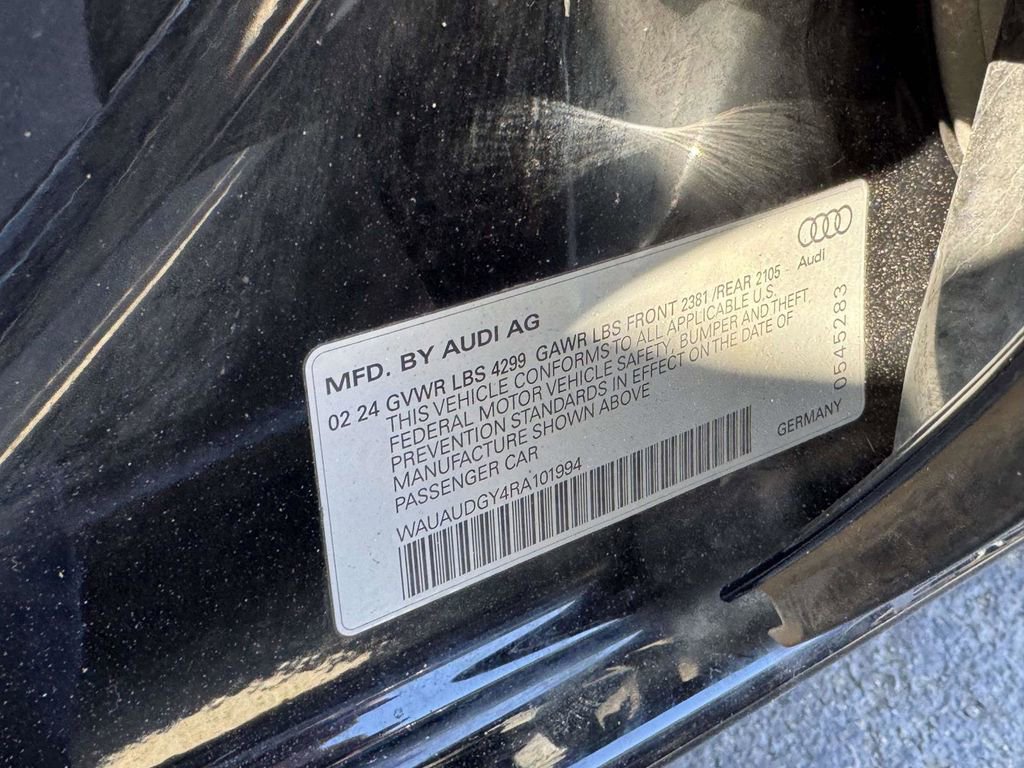 Audi
MFD. BY AUDI AG
02 24 GVWR LBS 4299 GAWR LBS FRONT 2381 /REAR 2105
THIS VEHICLE CONFORMS TO ALL APPLICABLE U.S.
FEDERAL MOTOR VEHICLE SAFETY, BUMPER AND THEFT
PREVENTION STANDARDS IN EFFECT ON THE DATE OF
MANUFACTURE SHOWN ABOVE
PASSENGER CAR
WAUAUDGY4RA101994
GERMANY
0545283